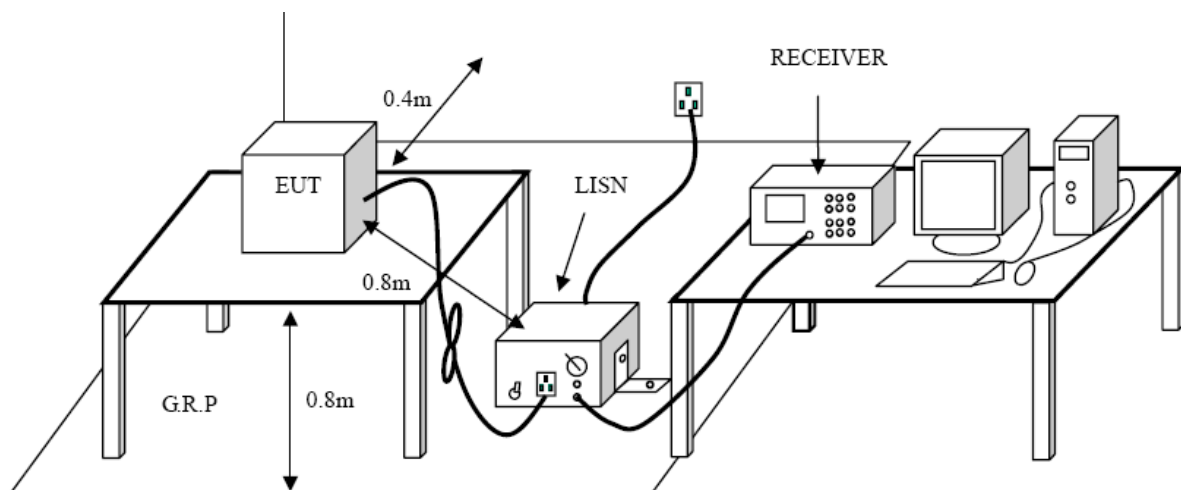 RECEIVER
0.4m
EUT
LISN
0.8m
G.R.P
0.8m